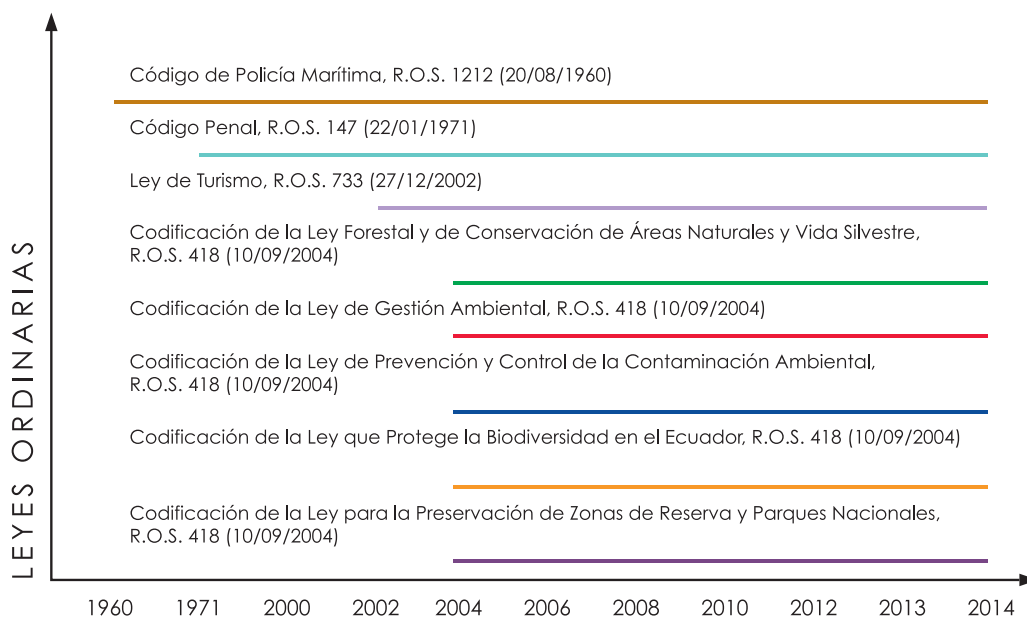 Código de Policía Marítima, R.O.S. 1212 (20/08/1960)
Código Penal, R.O.S. 147 (22/01/1971)
Ley de Turismo, R.O.S. 733 (27/12/2002)
Codificación de la Ley Forestal y de Conservación de Áreas Naturales y Vida Silvestre,
R.O.S. 418 (10/09/2004)
Codificación de la Ley de Gestión Ambiental, R.O.S. 418 (10/09/2004)
Codificación de la Ley de Prevención y Control de la Contaminación Ambiental,
R.O.S. 418 (10/09/2004)
Codificación de la Ley que Protege la Biodiversidad en el Ecuador, R.O.S. 418 (10/09/2004)
Codificación de la Ley para la Preservación de Zonas de Reserva y Parques Nacionales,
R.O.S. 418 (10/09/2004)
LEYES ORDINARIAS
1960 1971 2000 2002 2004 2006 2008 2010 2012 2013 2014